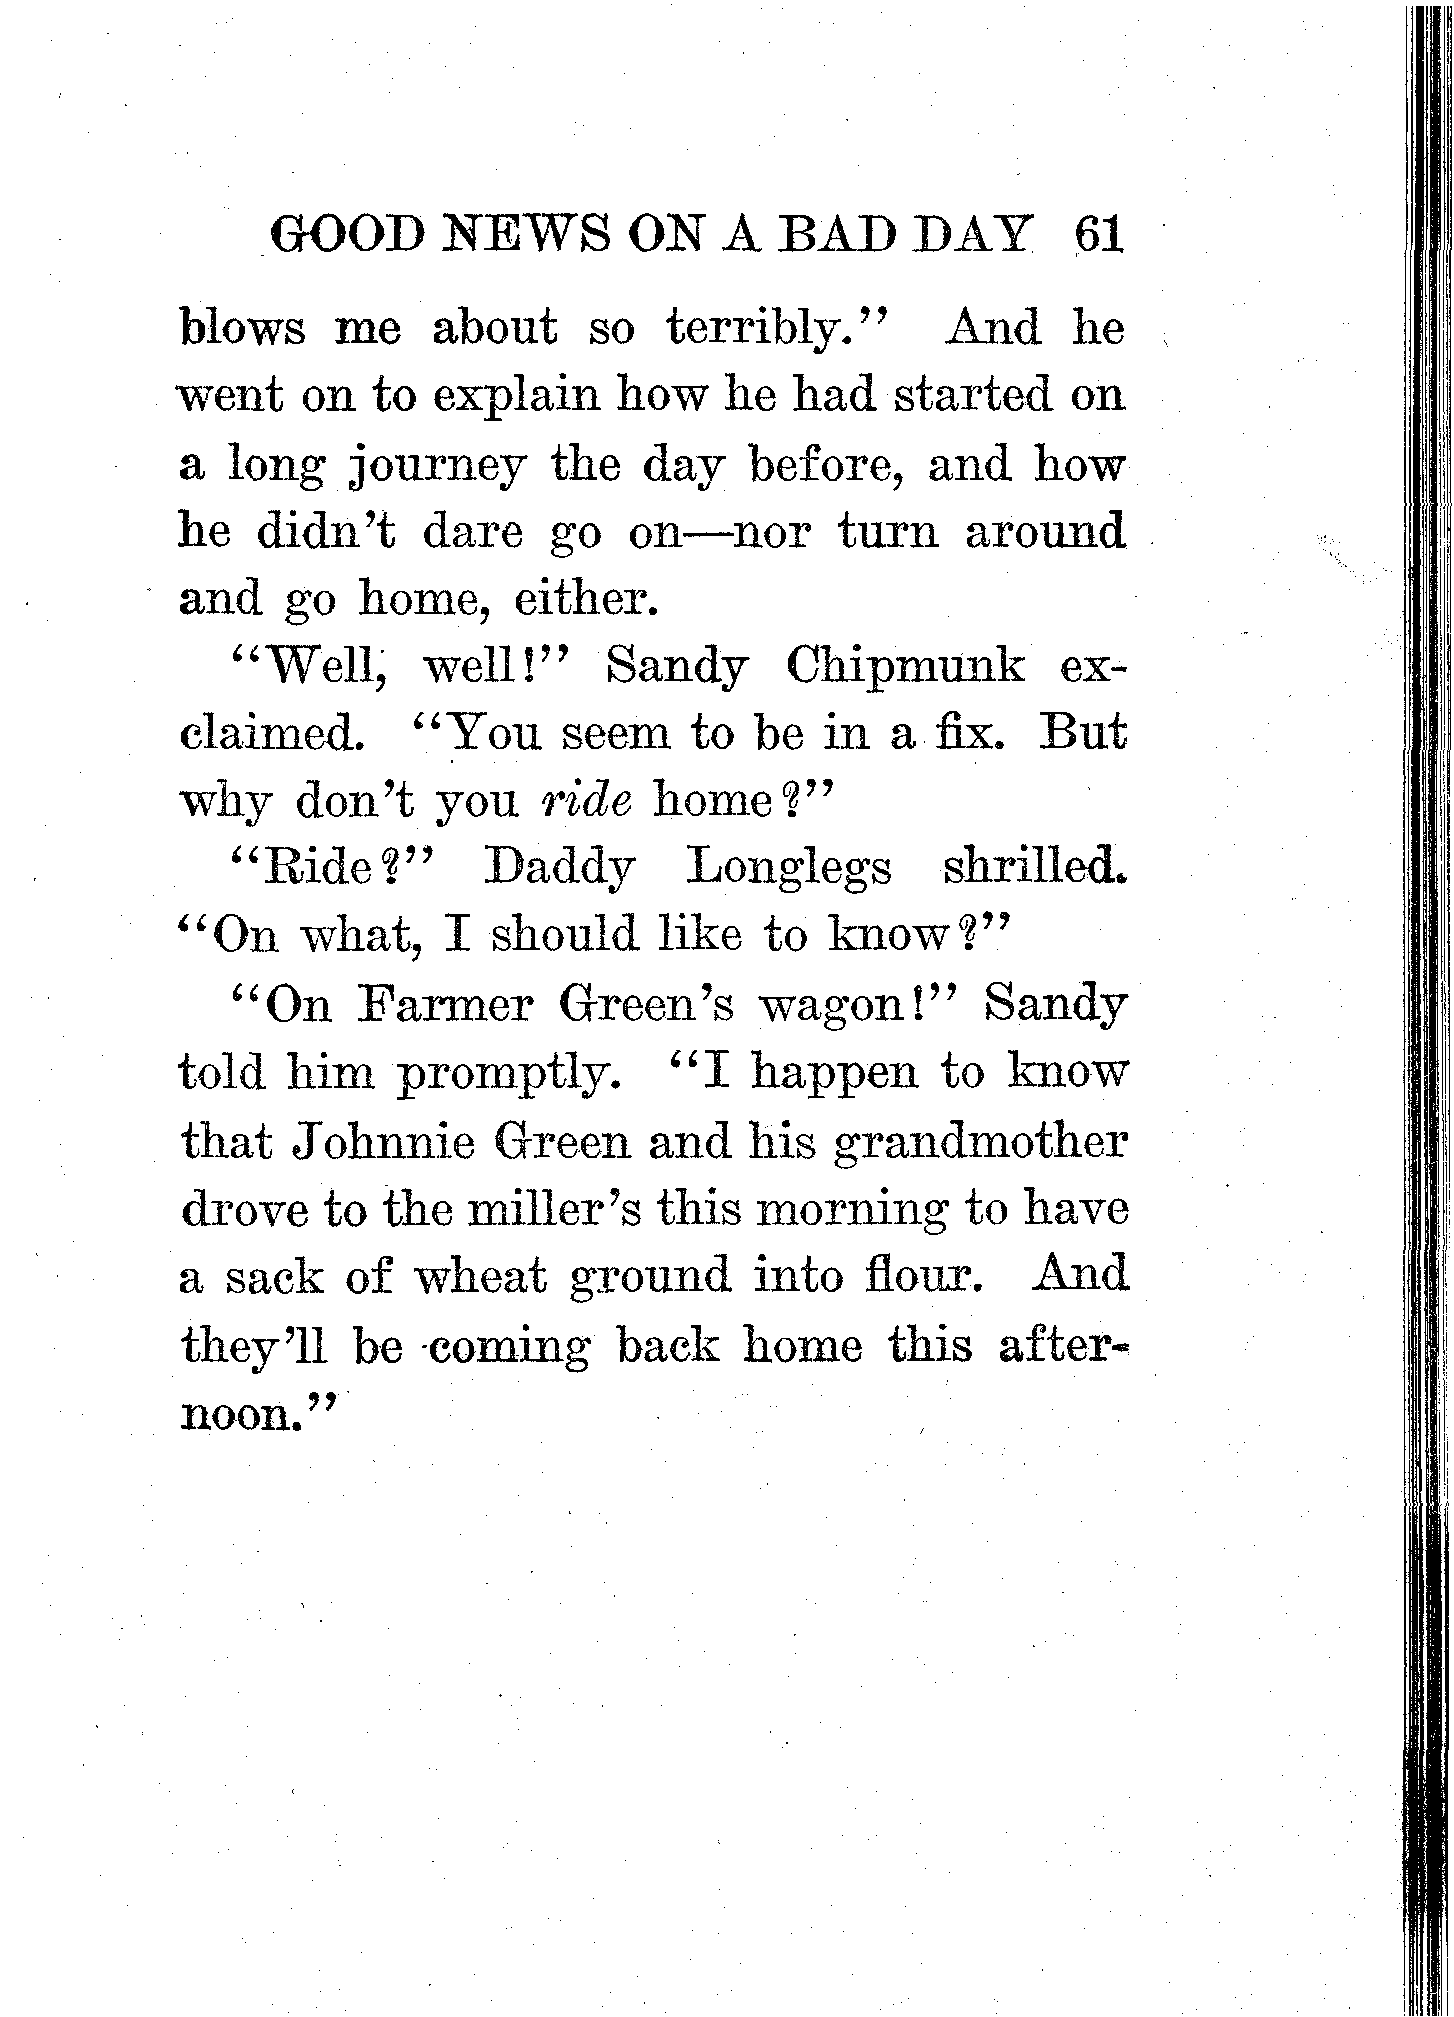 GOOD NEWS ON A BAD DAY 61
blows me about so terribly." And he
went on to explain how he had started on
a long journey the day before, and how
he didn't dare go on—nor turn around
and go home, either.
"Well, well!" Sandy Chipmunk ex-
claimed. "You seem to be in a fix. But
why don't you ride home?"
"Ride?" Daddy Longlegs shrilled.
"On what, I should like to know?"
"On Farmer Green's wagon!" Sandy
told him promptly. "I happen to know
that Johnnie Green and his grandmother
drove to the miller's this morning to have
a sack of wheat ground into flour. And
they'll be coming back home this after-
noon."